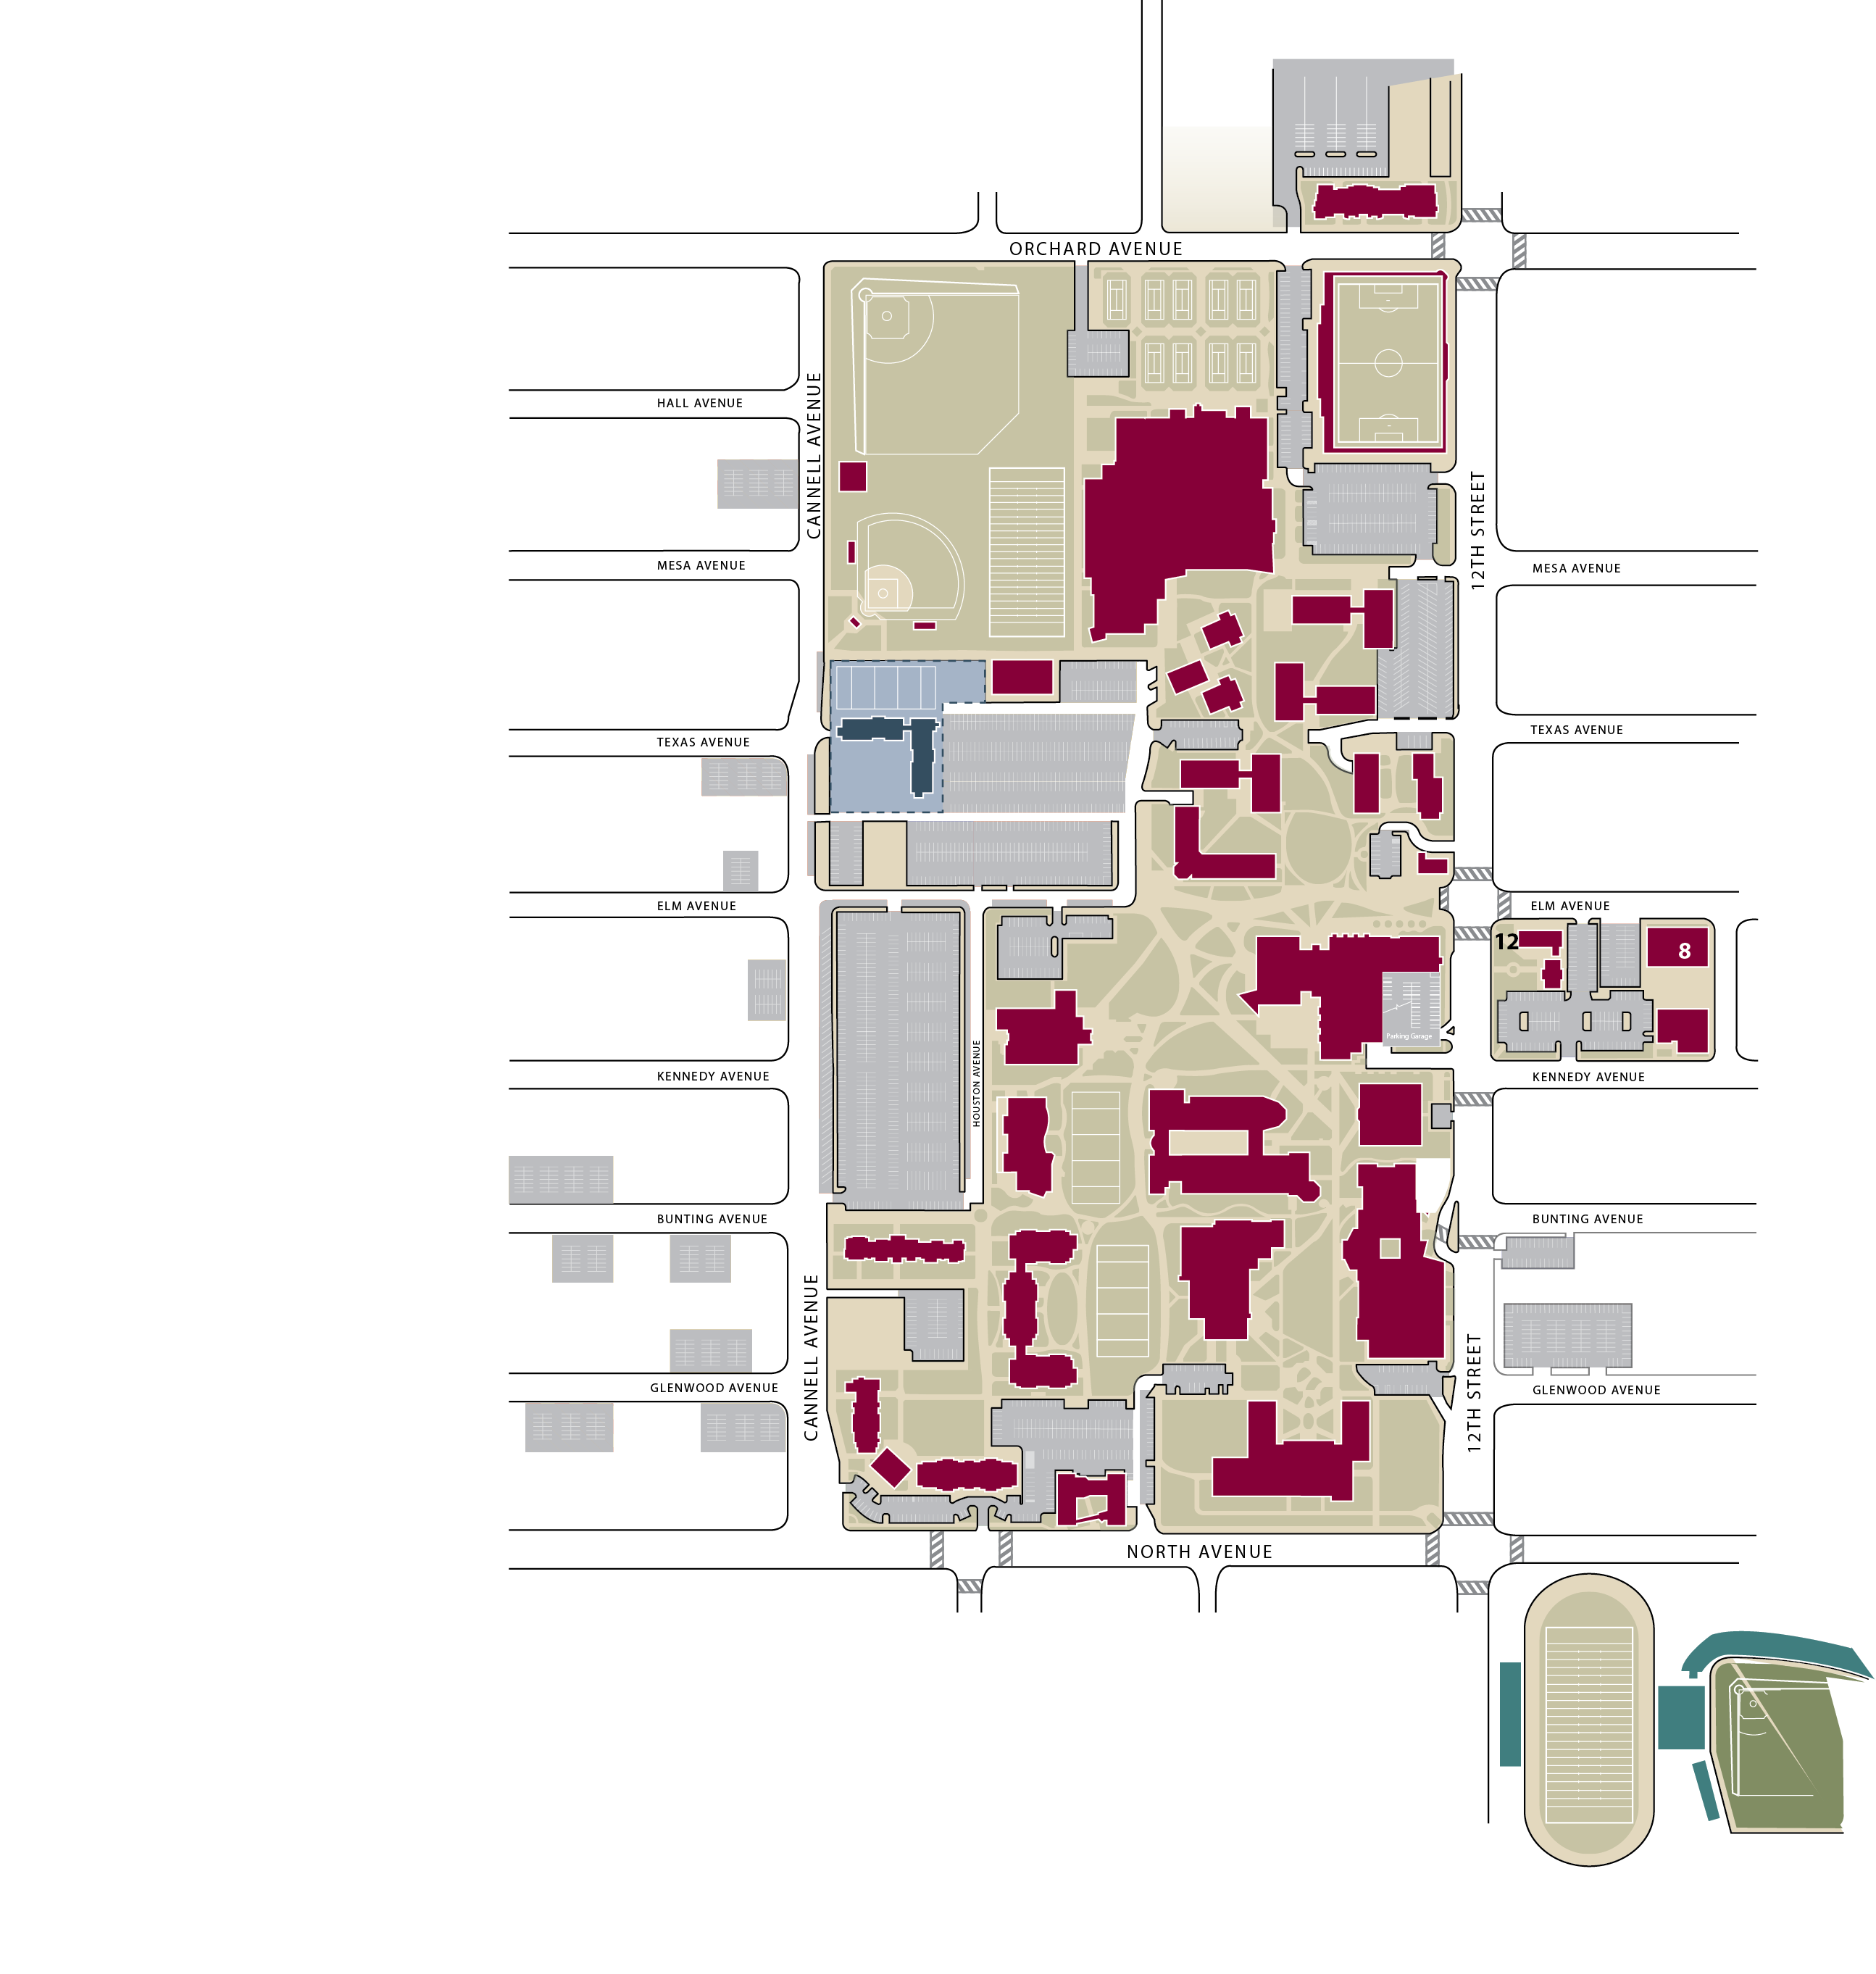 ORCHARD AVENUE
HALL AVENUE
CANNELL AVENUE
12TH STREET
MESA AVENUE
MESA AVENUE
TEXAS AVENUE
TEXAS AVENUE
ELM AVENUE
ELM AVENUE
12
8
Parking Garage
HOUSTON AVENUE
KENNEDY AVENUE
KENNEDY AVENUE
BUNTING AVENUE
BUNTING AVENUE
CANNELL AVENUE
12TH STREET
GLENWOOD AVENUE
GLENWOOD AVENUE
NORTH AVENUE